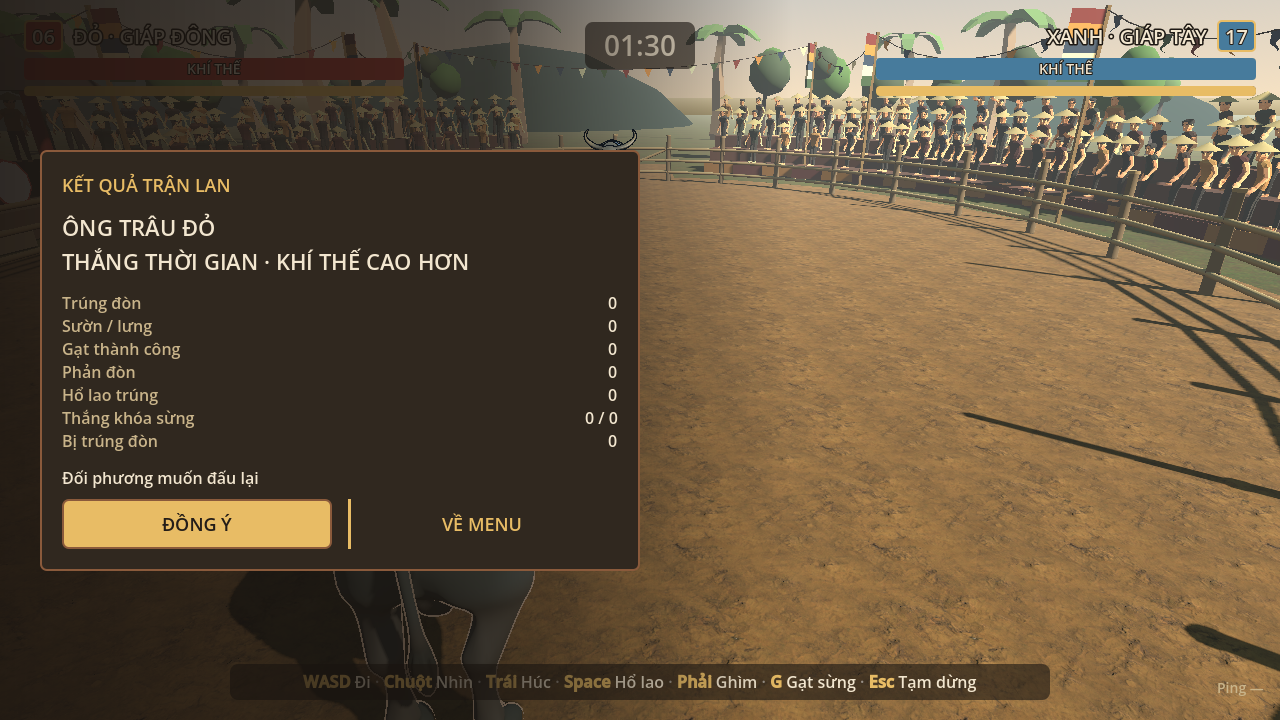 06 ĐỎ · GIÁP ĐÔNG
KHÍ THẾ
01:30
XANH · GIÁP TÂY 17
KHÍ THẾ
KẾT QUẢ TRẬN LAN
ÔNG TRÂU ĐỎ
THẮNG THỜI GIAN · KHÍ THẾ CAO HƠN
Trúng đòn 0
Sườn / lưng 0
Gạt thành công 0
Phản đòn 0
Hổ lao trúng 0
Thắng khóa sừng 0 / 0
Bị trúng đòn 0
Đối phương muốn đấu lại
ĐỒNG Ý VỀ MENU
WASD Đi · Chuột Nhìn · Trái Húc · Space Hổ lao · Phải Ghìm · G Gạt sừng · Esc Tạm dừng
Ping —